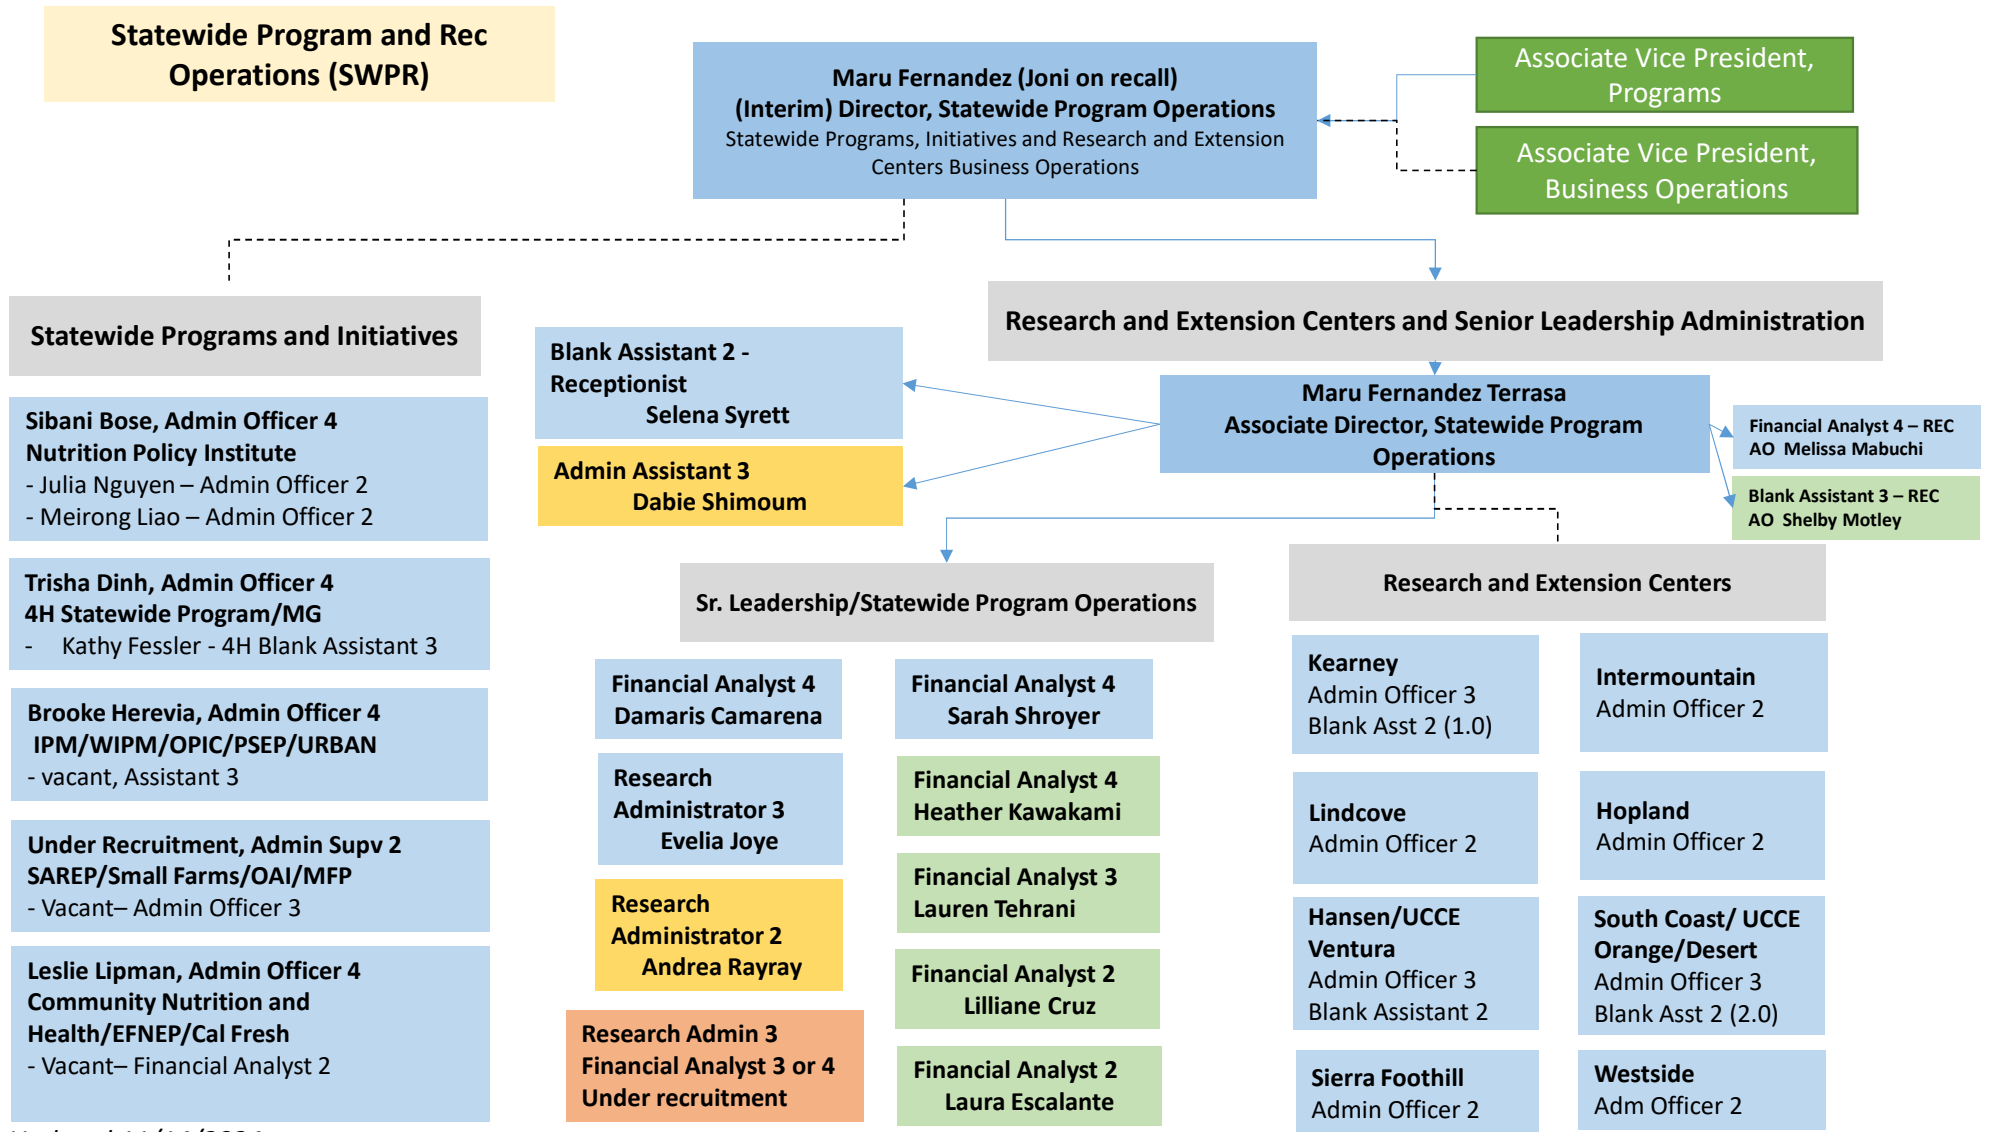 Statewide Program and Rec
Operations (SWPR)
Maru Fernandez (Joni on recall)
(Interim) Director, Statewide Program Operations
Statewide Programs, Initiatives and Research and Extension
Centers Business Operations
Associate Vice President,
Programs
Associate Vice President,
Business Operations
Statewide Programs and Initiatives
Sibani Bose, Admin Officer 4
Nutrition Policy Institute
- Julia Nguyen – Admin Officer 2
- Meirong Liao – Admin Officer 2
Trisha Dinh, Admin Officer 4
4H Statewide Program/MG
- Kathy Fessler - 4H Blank Assistant 3
Brooke Herevia, Admin Officer 4
IPM/WIPM/OPIC/PSEP/URBAN
- vacant, Assistant 3
Under Recruitment, Admin Supv 2
SAREP/Small Farms/OAI/MFP
- Vacant– Admin Officer 3
Leslie Lipman, Admin Officer 4
Community Nutrition and
Health/EFNEP/Cal Fresh
- Vacant– Financial Analyst 2
Research and Extension Centers and Senior Leadership Administration
Blank Assistant 2 -
Receptionist
Selena Syrett
Admin Assistant 3
Dabie Shimoum
Maru Fernandez Terrasa
Associate Director, Statewide Program
Operations
Financial Analyst 4 – REC
AO Melissa Mabuchi
Blank Assistant 3 – REC
AO Shelby Motley
Sr. Leadership/Statewide Program Operations
Financial Analyst 4
Damaris Camarena
Research
Administrator 3
Evelia Joye
Research
Administrator 2
Andrea Rayray
Research Admin 3
Financial Analyst 3 or 4
Under recruitment
Financial Analyst 4
Sarah Shroyer
Financial Analyst 4
Heather Kawakami
Financial Analyst 3
Lauren Tehrani
Financial Analyst 2
Lilliane Cruz
Financial Analyst 2
Laura Escalante
Research and Extension Centers
Kearney
Admin Officer 3
Blank Asst 2 (1.0)
Intermountain
Admin Officer 2
Lindcove
Admin Officer 2
Hopland
Admin Officer 2
Hansen/UCCE
Ventura
Admin Officer 3
Blank Assistant 2
South Coast/ UCCE
Orange/Desert
Admin Officer 3
Blank Asst 2 (2.0)
Sierra Foothill
Admin Officer 2
Westside
Adm Officer 2